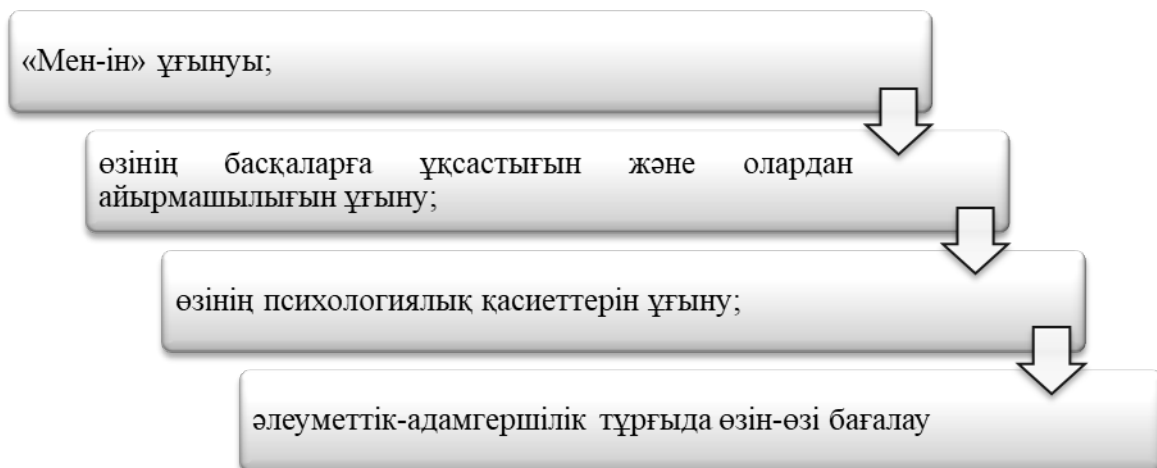 «Мен-ін» ұғынуы;
өзінің басқаларға ұқсастығын және олардан
айырмашылығын ұғыну;
өзінің психологиялық қасиеттерін ұғыну;
әлеуметтік-адамгершілік тұрғыда өзін-өзі бағалау